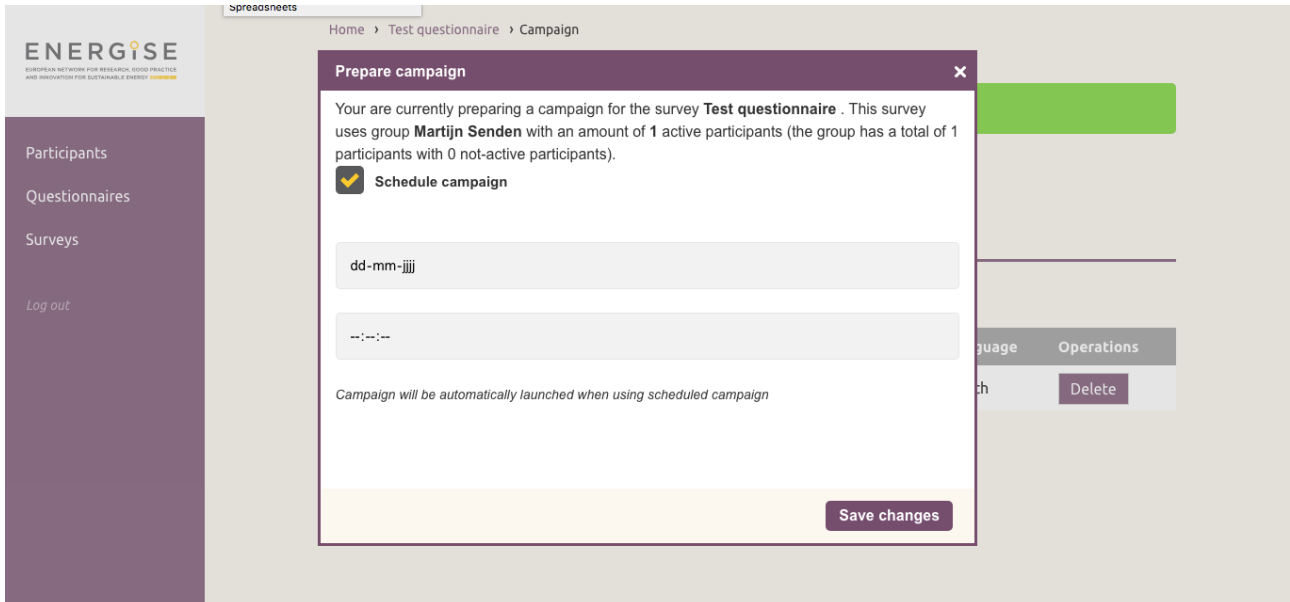 Spreadsheets
Home › Test questionnaire › Campaign
ENERGISE
EUROPEAN NETWORK FOR RESEARCH, GOOD PRACTICE
AND INNOVATION FOR SUSTAINABLE ENERGY
Participants
Questionnaires
Surveys
Log out
Prepare campaign
Your are currently preparing a campaign for the survey Test questionnaire . This survey
uses group Martijn Senden with an amount of 1 active participants (the group has a total of 1
participants with 0 not-active participants).
Schedule campaign
dd-mm-jjjj
--:--:--
Campaign will be automatically launched when using scheduled campaign
Save changes
Operations
Delete